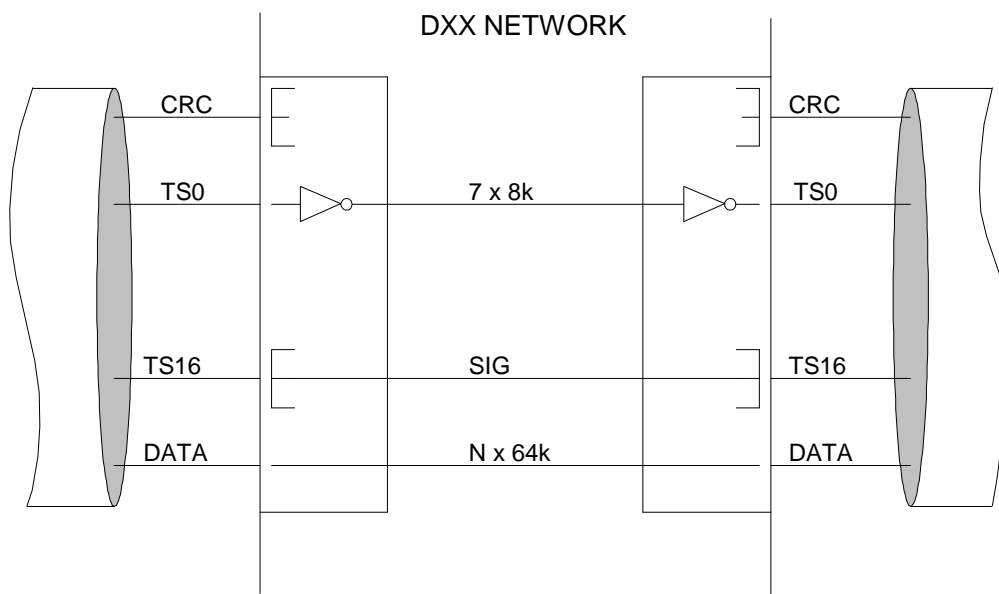 DXX NETWORK
CRC
CRC
TS0
7 x 8k
TS0
TS16
SIG
TS16
DATA
N x 64k
DATA